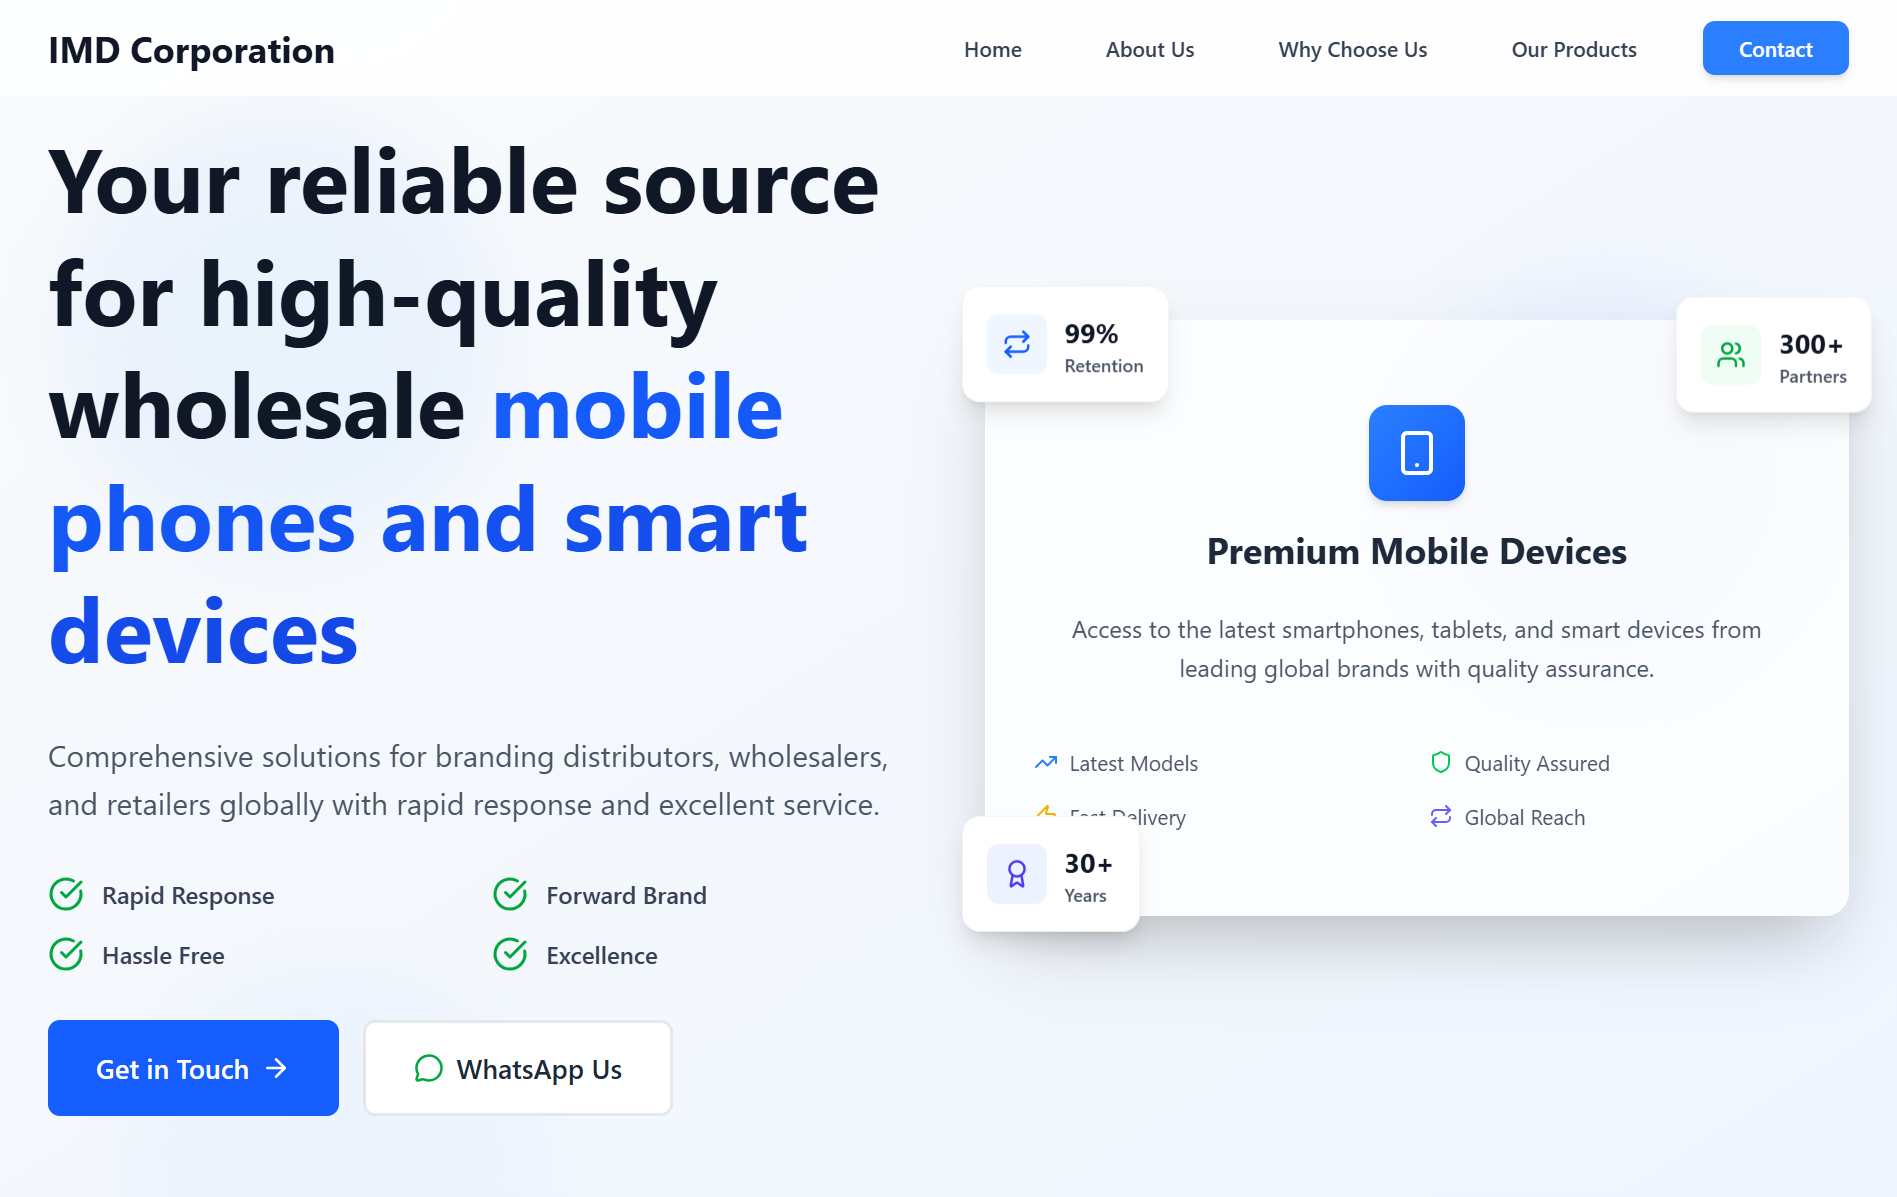 IMD Corporation
Home
About Us
Why Choose Us
Our Products
Contact
Your reliable source
for high-quality
wholesale mobile
phones and smart
devices
Comprehensive solutions for branding distributors, wholesalers,
and retailers globally with rapid response and excellent service.
Rapid Response
Forward Brand
Hassle Free
Excellence
Get in Touch
WhatsApp Us
99%
Retention
300+
Partners
Premium Mobile Devices
Access to the latest smartphones, tablets, and smart devices from
leading global brands with quality assurance.
Latest Models
Quality Assured
Fast Delivery
Global Reach
30+
Years